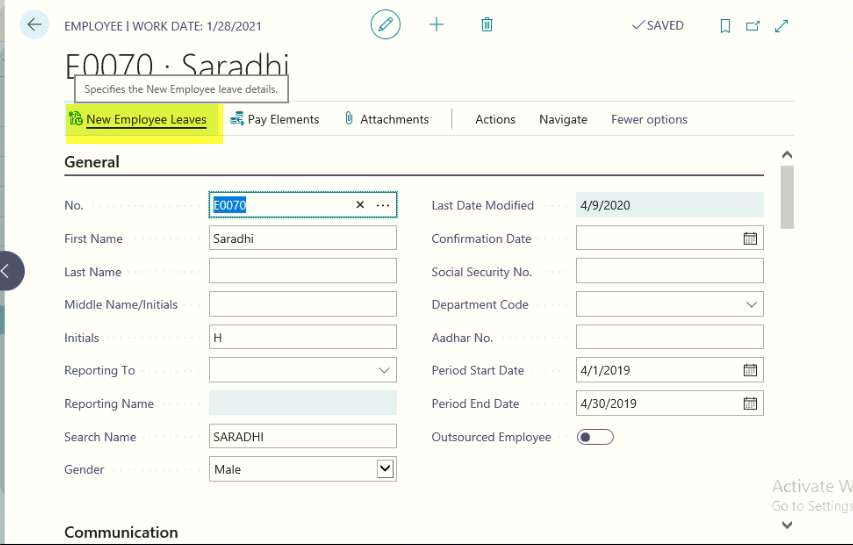 EMPLOYEE | WORK DATE: 1/28/2021
SAVED
E0070 · Saradhi
Specifies the New Employee leave details.
New Employee Leaves Pay Elements Attachments Actions Navigate Fewer options
General
No. E0070
Last Date Modified 4/9/2020
First Name Saradhi
Confirmation Date
Last Name
Social Security No.
Middle Name/Initials
Department Code
Initials H
Aadhar No.
Reporting To
Period Start Date 4/1/2019
Reporting Name
Period End Date 4/30/2019
Search Name SARADHI
Outsourced Employee
Gender Male
Activate W
Go to Settings
Communication